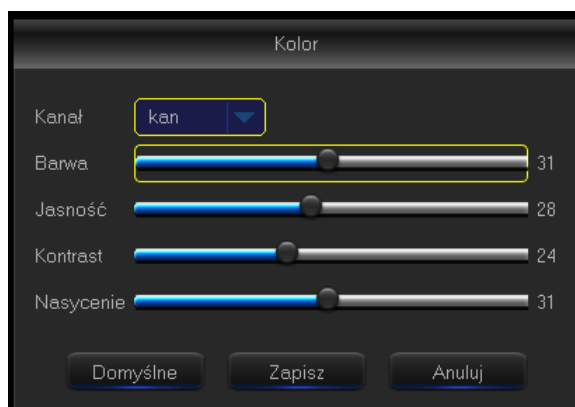 Kolor
Kanał kan
Barwa 31
Jasność 28
Kontrast 24
Nasycenie 31
Domyślne Zapisz Anuluj